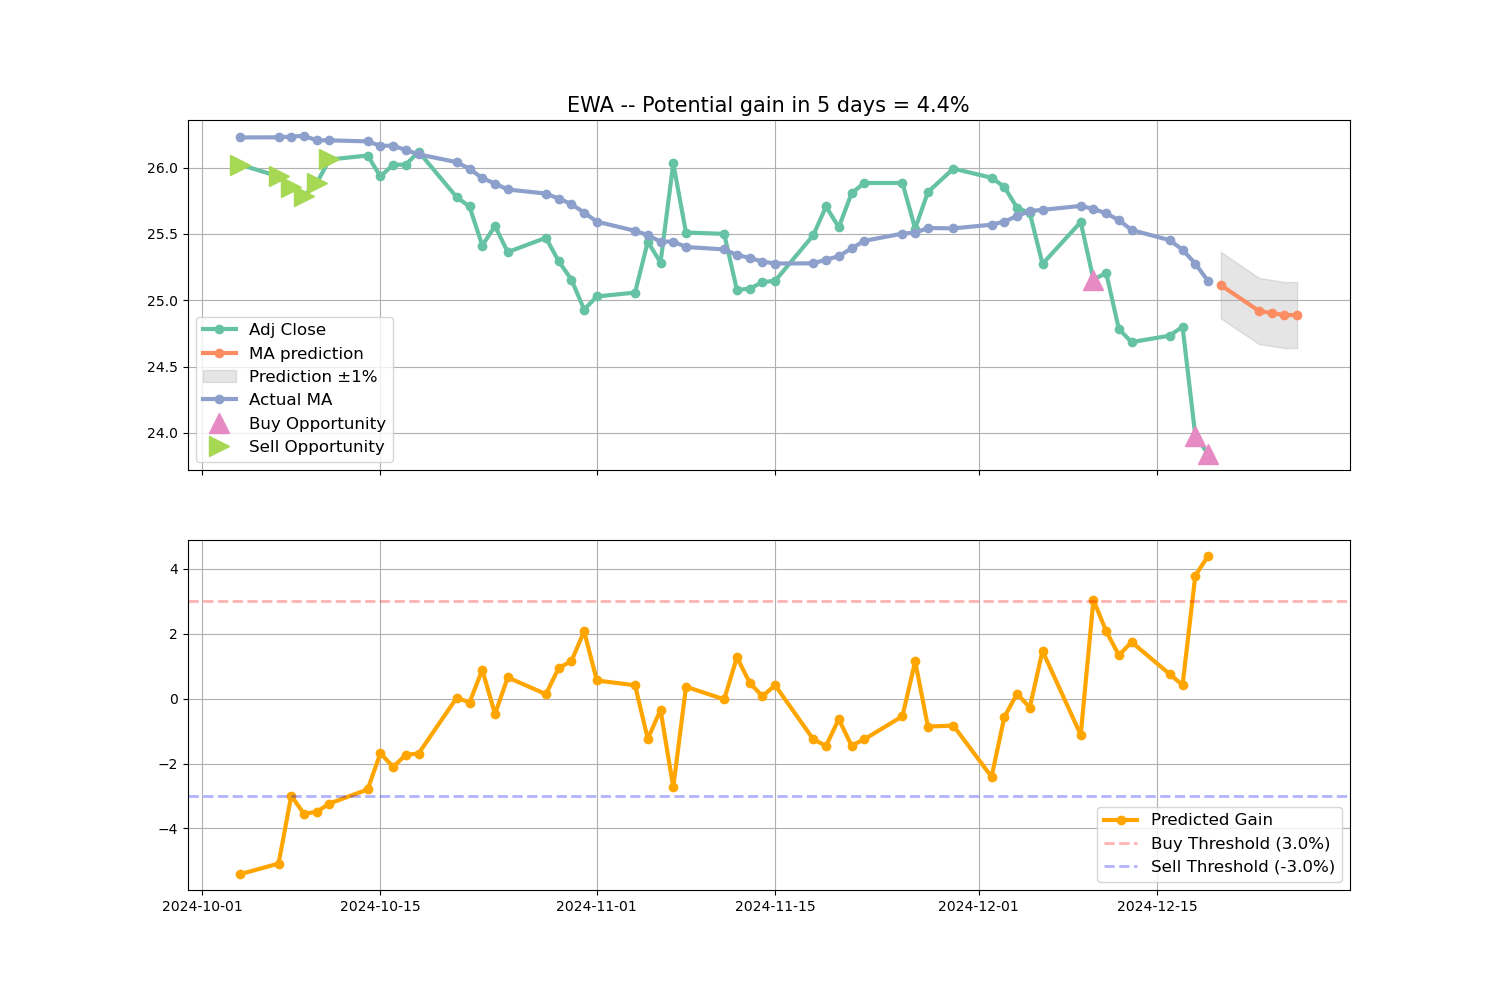 EWA -- Potential gain in 5 days = 4.4%
26.0
25.5
25.0
24.5
24.0
Adj Close
MA prediction
Prediction ±1%
Actual MA
Buy Opportunity
Sell Opportunity
4
2
0
−2
−4
Predicted Gain
Buy Threshold (3.0%)
Sell Threshold (-3.0%)
2024-10-01
2024-10-15
2024-11-01
2024-11-15
2024-12-01
2024-12-15